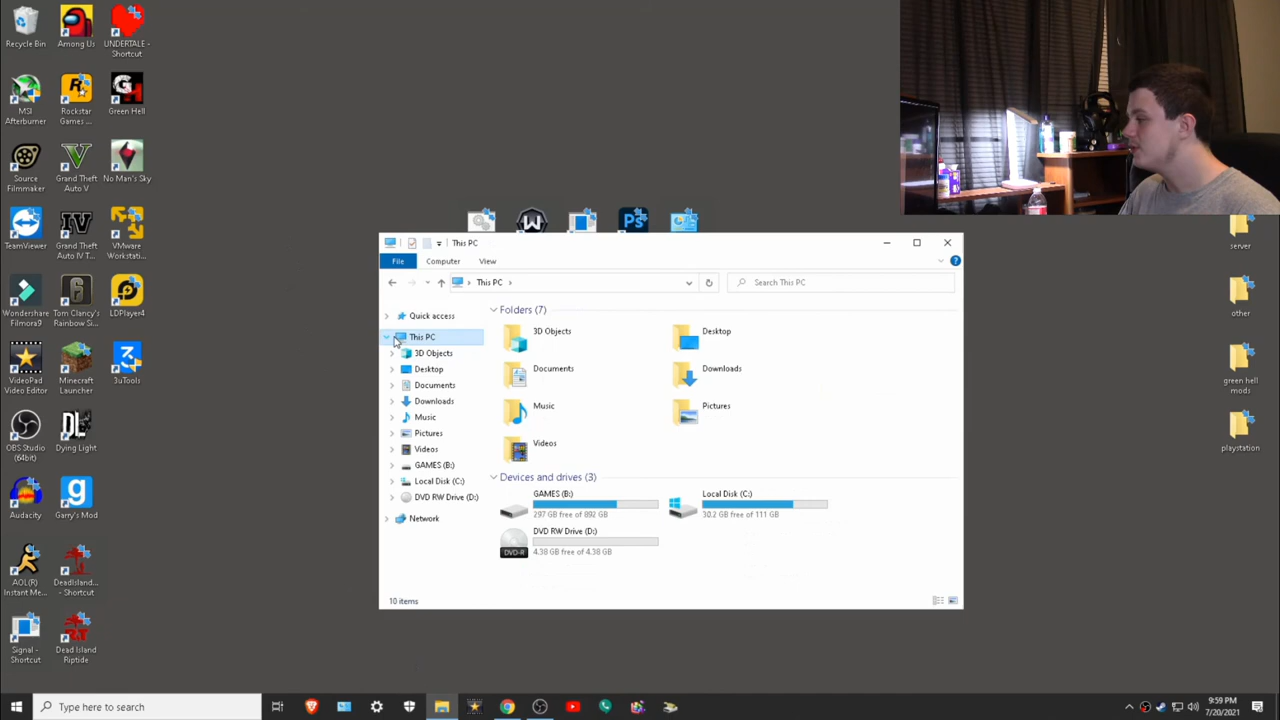 Recycle Bin
Among Us
UNDERTALE - Shortcut
MSI Afterburner
Rockstar Games ...
Green Hell
Source Filmmaker
Grand Theft Auto V
No Man's Sky
TeamViewer
Grand Theft Auto IV T...
VMware Workstati...
Wondershare Filmora9
Tom Clancy's Rainbow Si...
LDPlayer4
VideoPad Video Editor
Minecraft Launcher
3uTools
OBS Studio (64bit)
Dying Light
Audacity
Garry's Mod
AOL(R) Instant Me...
DeadIsland... - Shortcut
Signal - Shortcut
Dead Island Riptide
This PC
File
Computer
View
This PC
Search This PC
Quick access
This PC
3D Objects
Desktop
Documents
Downloads
Music
Pictures
Videos
GAMES (B:)
Local Disk (C:)
DVD RW Drive (D:)
Network
Folders (7)
3D Objects
Desktop
Documents
Downloads
Music
Pictures
Videos
Devices and drives (3)
GAMES (B:)
297 GB free of 892 GB
Local Disk (C:)
30.2 GB free of 111 GB
DVD RW Drive (D:)
DVD-R
4.38 GB free of 4.38 GB
10 items
server
other
green hell mods
playstation
Type here to search
9:59 PM
7/20/2021